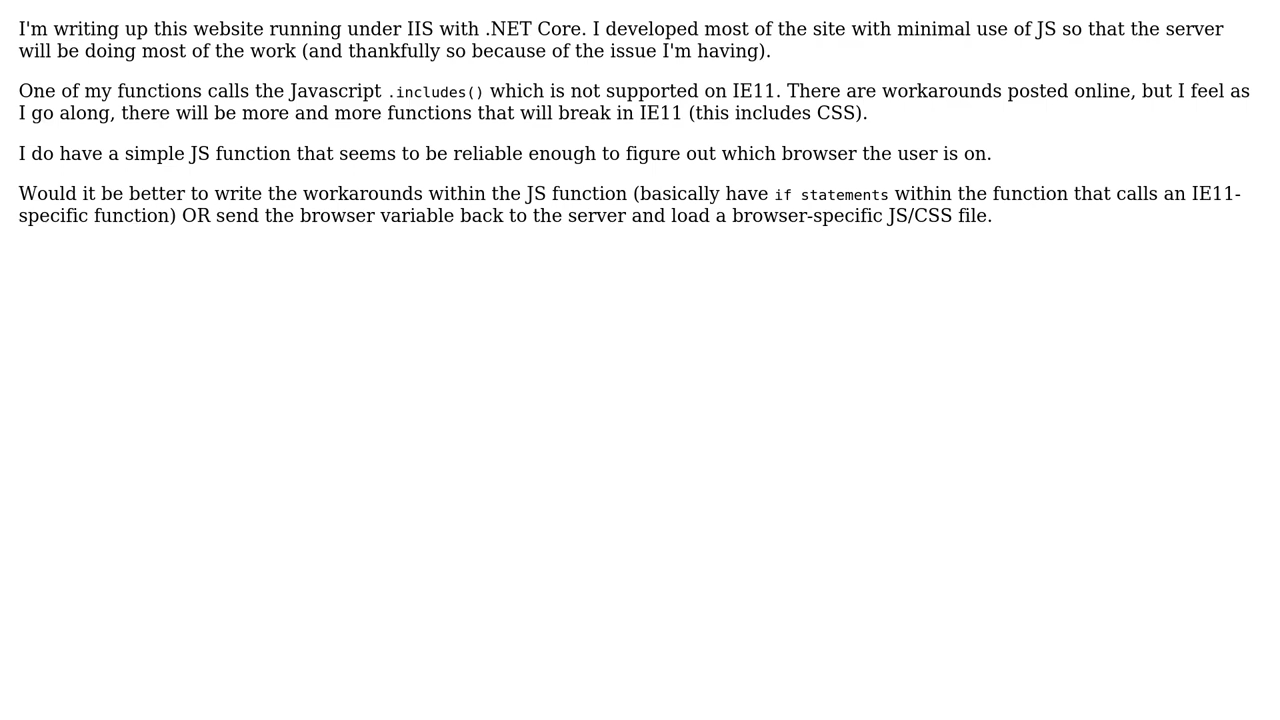 I'm writing up this website running under IIS with .NET Core. I developed most of the site with minimal use of JS so that the server
will be doing most of the work (and thankfully so because of the issue I'm having).
One of my functions calls the Javascript .includes() which is not supported on IE11. There are workarounds posted online, but I feel as
I go along, there will be more and more functions that will break in IE11 (this includes CSS).
I do have a simple JS function that seems to be reliable enough to figure out which browser the user is on.
Would it be better to write the workarounds within the JS function (basically have if statements within the function that calls an IE11-
specific function) OR send the browser variable back to the server and load a browser-specific JS/CSS file.